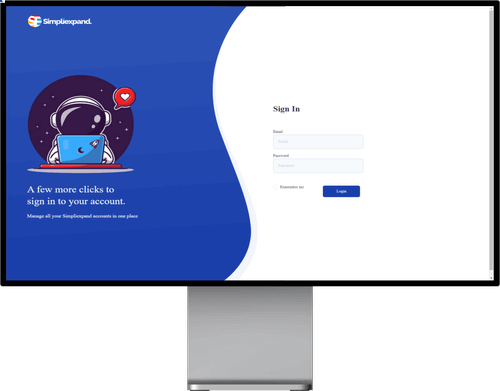 Simpliexpand.
Sign In
Email
Password
Password
Remember me
Login
A few more clicks to
sign in to your account.
Manage all your Simpliexpand accounts in one place